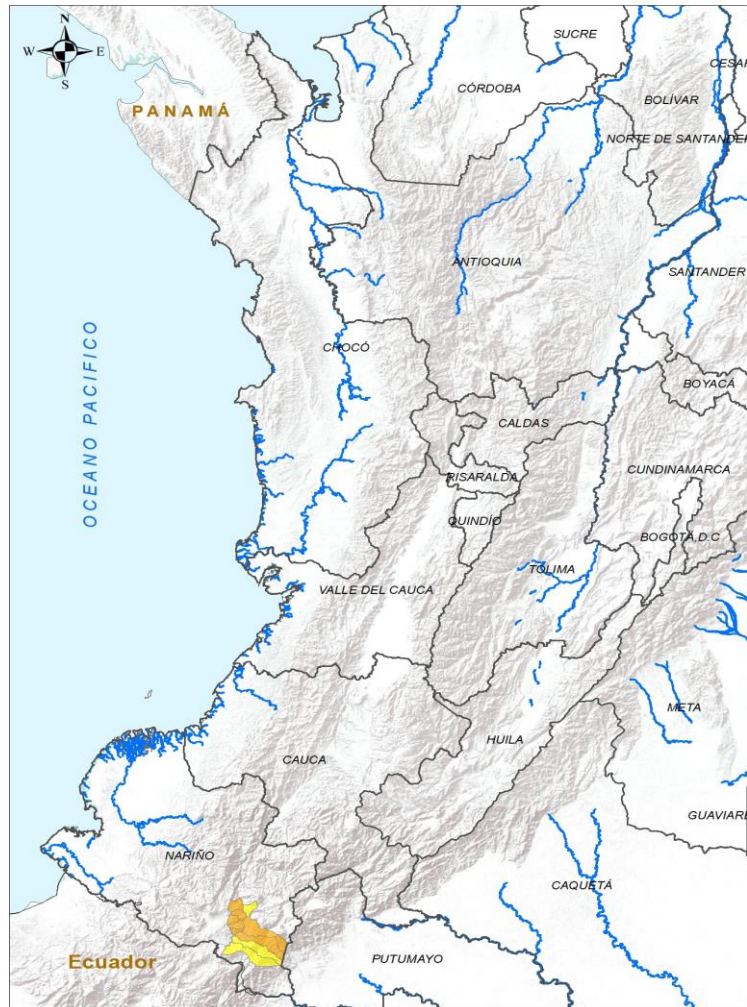 N
W E
S
SUCRE
CESAR
CÓRDOBA
BOLÍVAR
PANAMÁ
NORTE DE SANTANDER
ANTIOQUIA
SANTANDER
OCEANO PACIFICO
CHOCÓ
BOYACÁ
CALDAS
CUNDINAMARCA
RISARALDA
QUINDÍO
BOGOTÁ,D.C
TOLIMA
VALLE DEL CAUCA
META
HUILA
CAUCA
GUAVIARE
NARIÑO
CAQUETÁ
Ecuador
PUTUMAYO